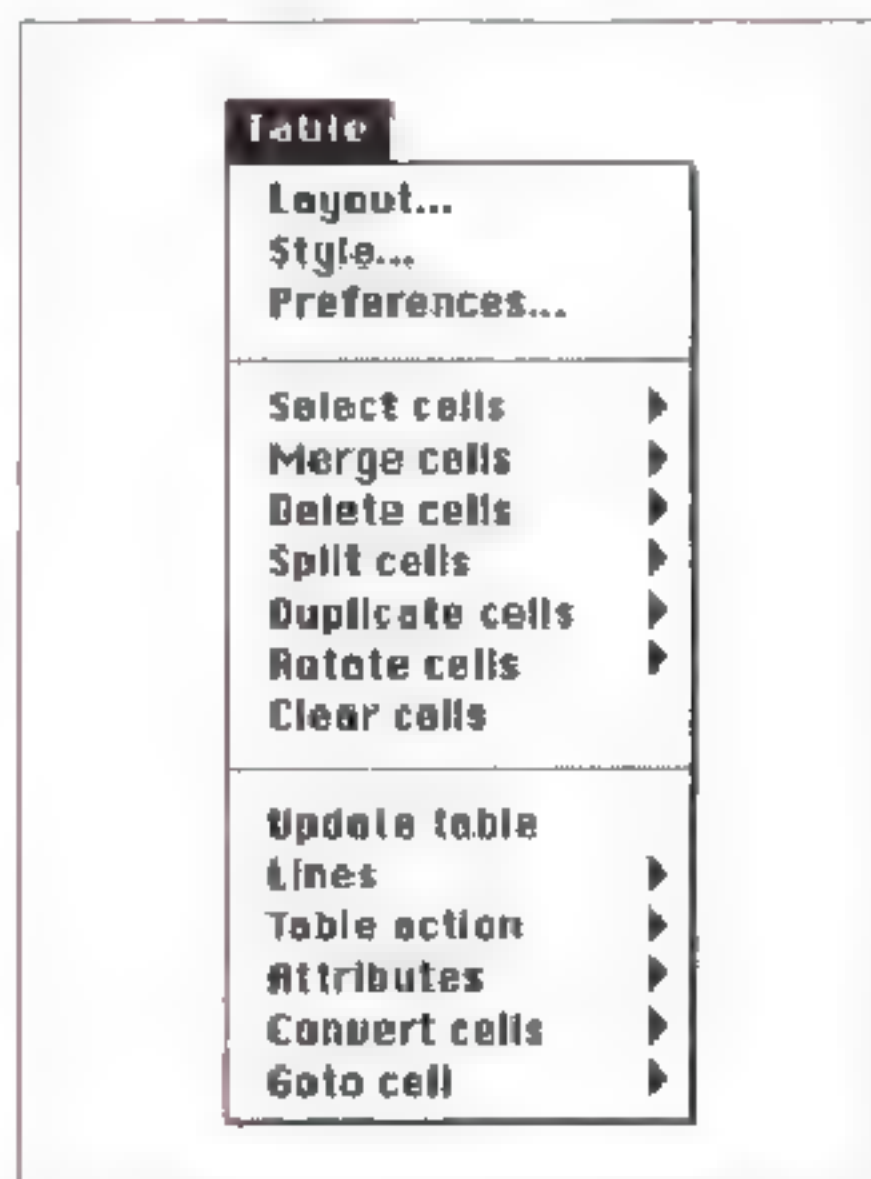 Table
Layout...
Style...
Preferences...
Select cells
Merge cells
Delete cells
Split cells
Duplicate cells
Rotate cells
Clear cells
Update table
Lines
Table action
Attributes
Convert cells
Goto cell